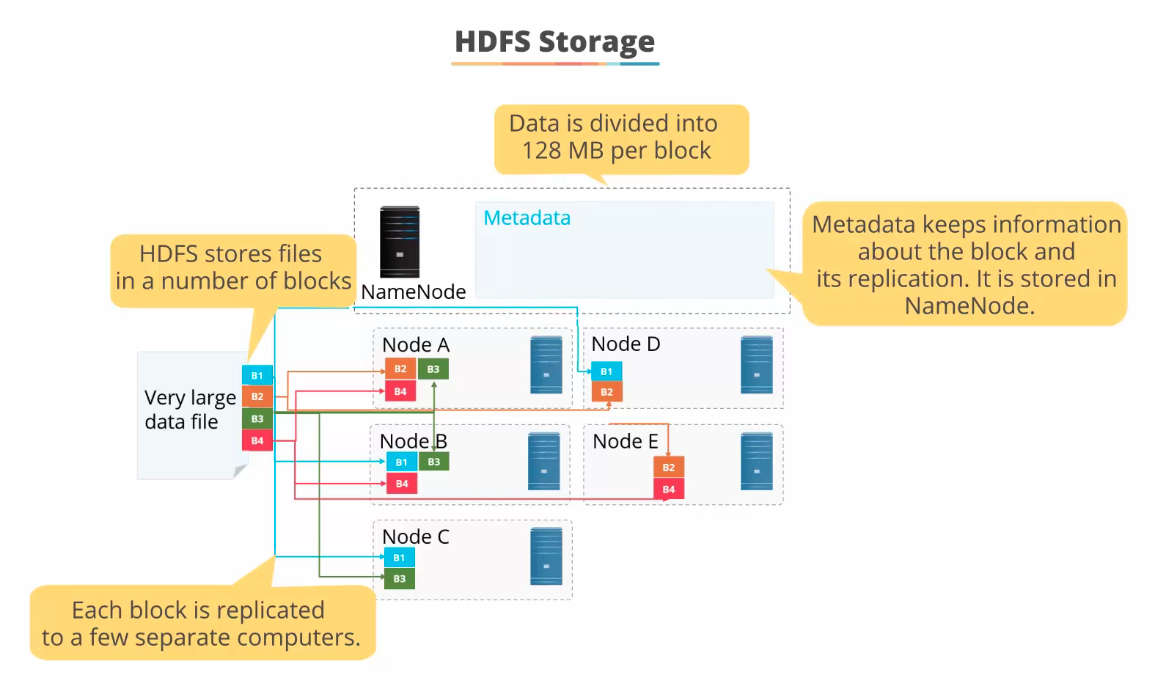 HDFS Storage
Data is divided into
128 MB per block
Metadata
Metadata keeps information
about the block and
its replication. It is stored in
NameNode.
HDFS stores files
in a number of blocks
NameNode
Node A
B2 B3
B4
Node D
B1
B2
Very large
data file
B1
B2
B3
B4
Node B
B1 B3
B4
Node E
B2
B4
Node C
B1
B3
Each block is replicated
to a few separate computers.